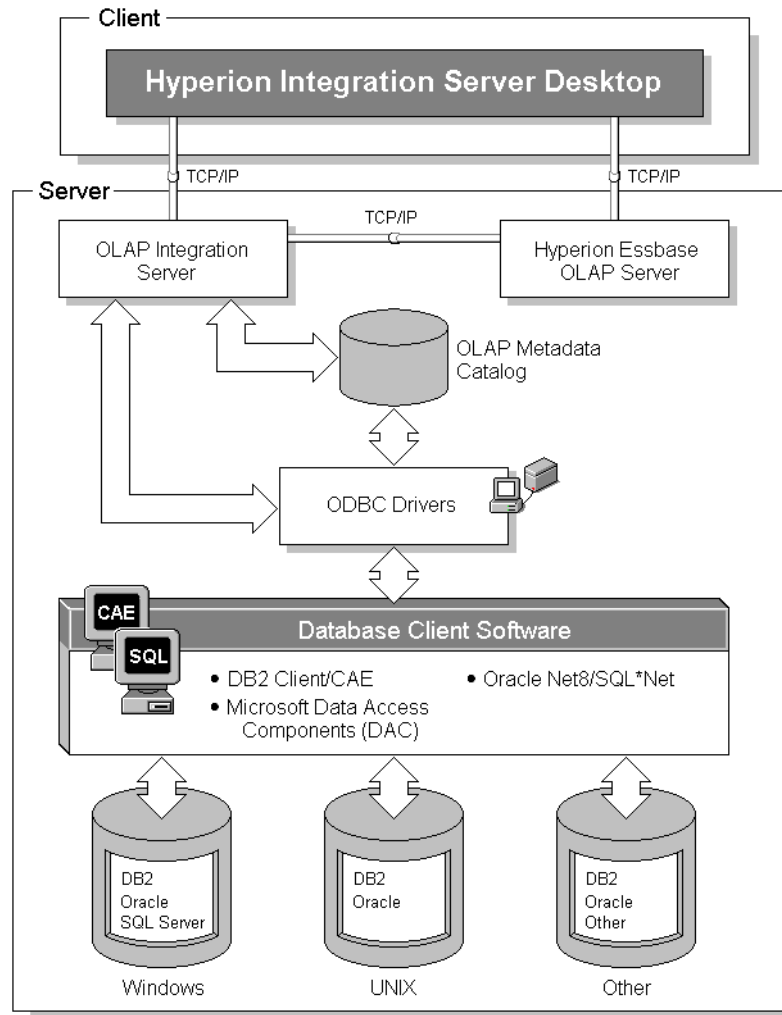 Client
Hyperion Integration Server Desktop
TCP/IP
TCP/IP
Server
TCP/IP
OLAP Integration
Server
Hyperion Essbase
OLAP Server
OLAP Metadata
Catalog
ODBC Drivers
CAE
SQL
Database Client Software
• DB2 Client/CAE
• Microsoft Data Access
Components (DAC)
• Oracle Net8/SQL*Net
DB2
Oracle
SQL Server
DB2
Oracle
DB2
Oracle
Other
Windows
UNIX
Other